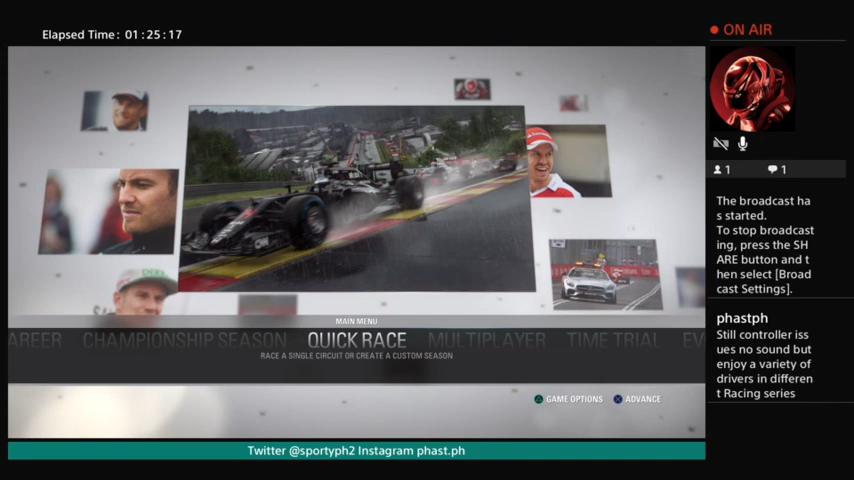 Elapsed Time: 01:25:17
ON AIR
1 1
The broadcast ha
s started.
To stop broadcast
ing, press the SH
ARE button and t
hen select [Broad
cast Settings].
phastph
Still controller iss
ues no sound but
enjoy a variety of
drivers in differen
t Racing series
MAIN MENU
AREER CHAMPIONSHIP SEASON QUICK RACE MULTIPLAYER TIME TRIAL EV
RACE A SINGLE CIRCUIT OR CREATE A CUSTOM SEASON
GAME OPTIONS ADVANCE
Twitter @sportyph2 Instagram phast.ph